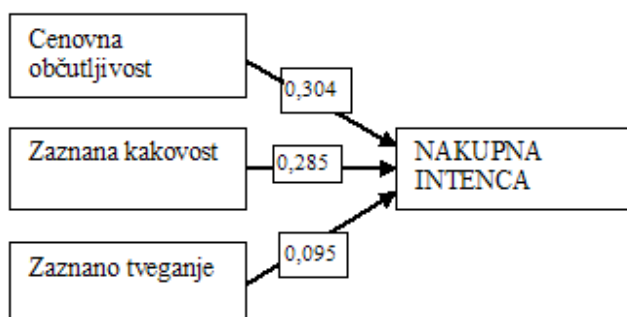 Cenovna
občutljivost
0,304
Zaznana kakovost
0,285
NAKUPNA
INTENCA
Zaznano tveganje
0,095